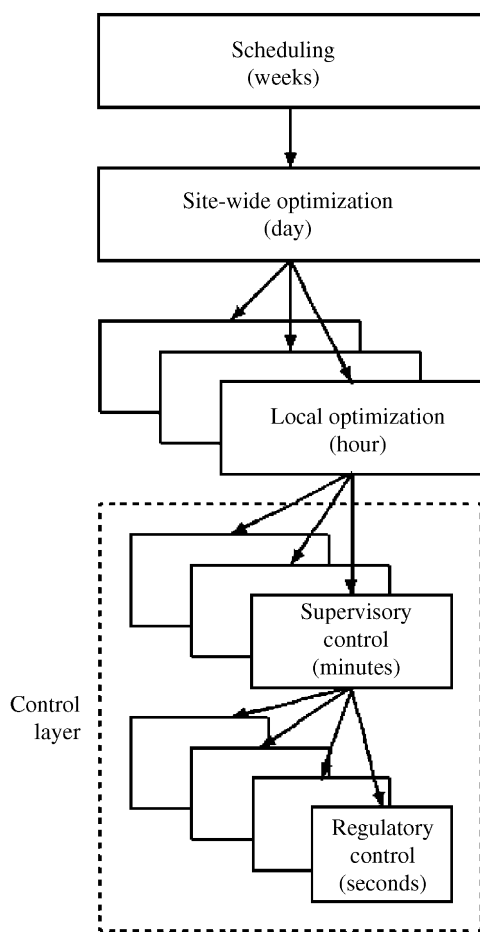 Scheduling
(weeks)
Site-wide optimization
(day)
Local optimization
(hour)
Supervisory
control
(minutes)
Control
layer
Regulatory
control
(seconds)